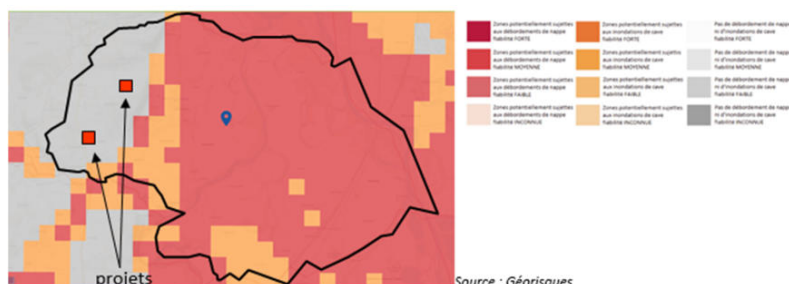 Zones potentiellement sujettes
aux débordements de nappe
fiabilité FORTE
Zones potentiellement sujettes
aux inondations de cave
fiabilité FORTE
Pas de débordement de nappe
ni d'inondations de cave
fiabilité FORTE
Zones potentiellement sujettes
aux débordements de nappe
fiabilité MOYENNE
Zones potentiellement sujettes
aux inondations de cave
fiabilité MOYENNE
Pas de débordement de nappe
ni d'inondations de cave
fiabilité MOYENNE
Zones potentiellement sujettes
aux débordements de nappe
fiabilité FAIBLE
Zones potentiellement sujettes
aux inondations de cave
fiabilité FAIBLE
Pas de débordement de nappe
ni d'inondations de cave
fiabilité FAIBLE
Zones potentiellement sujettes
aux débordements de nappe
fiabilité INCONNUE
Zones potentiellement sujettes
aux inondations de cave
fiabilité INCONNUE
Pas de débordement de nappe
ni d'inondations de cave
fiabilité INCONNUE
projets
Source : Géorisques